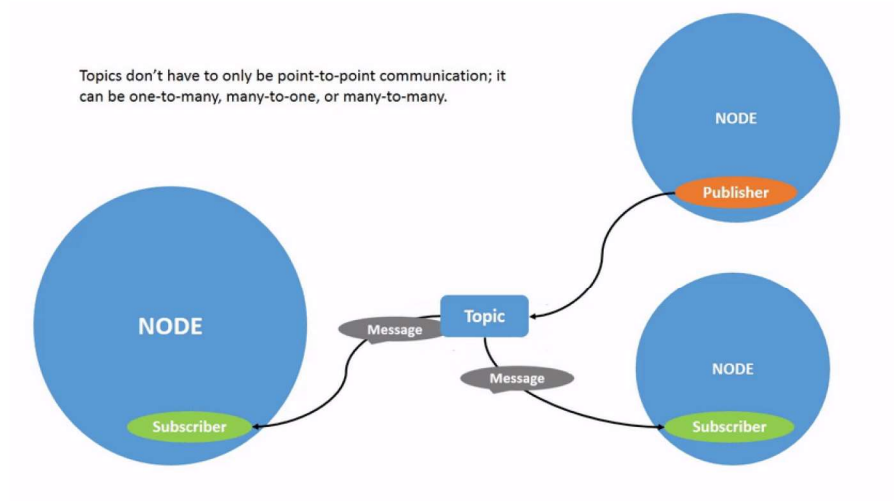 Topics don't have to only be point-to-point communication; it
can be one-to-many, many-to-one, or many-to-many.
NODE
Publisher
NODE
Topic
Message
Message
NODE
Subscriber
Subscriber